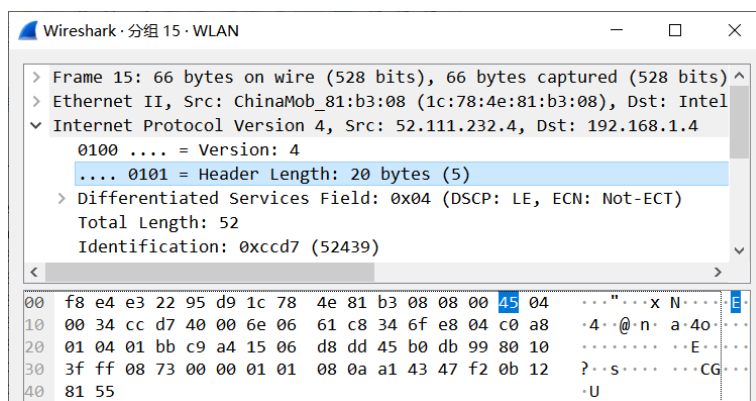 Wireshark · 分组 15 · WLAN
> Frame 15: 66 bytes on wire (528 bits), 66 bytes captured (528 bits)
> Ethernet II, Src: ChinaMob_81:b3:08 (1c:78:4e:81:b3:08), Dst: Intel
Internet Protocol Version 4, Src: 52.111.232.4, Dst: 192.168.1.4
0100 .... = Version: 4
.... 0101 = Header Length: 20 bytes (5)
> Differentiated Services Field: 0x04 (DSCP: LE, ECN: Not-ECT)
Total Length: 52
Identification: 0xccd7 (52439)
00 f8 e4 e3 22 95 d9 1c 78 4e 81 b3 08 08 00 45 04 ···"···x N·····E·
10 00 34 cc d7 40 00 6e 06 61 c8 34 6f e8 04 c0 a8 ·4··@·n· a·4o····
20 01 04 01 bb c9 a4 15 06 d8 dd 45 b0 db 99 80 10 ········ ··E·····
30 3f ff 08 73 00 00 01 01 08 0a a1 43 47 f2 0b 12 ?··s···· ···CG···
40 81 55 ·U